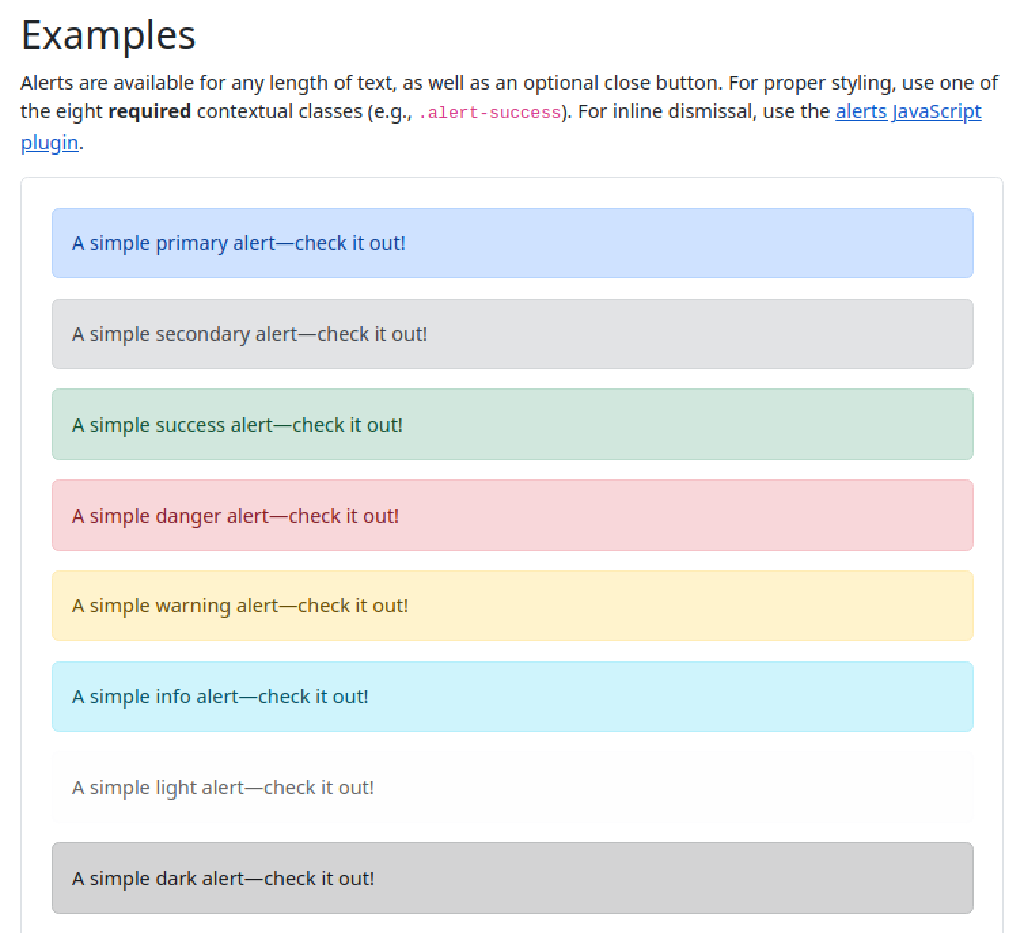 Examples
Alerts are available for any length of text, as well as an optional close button. For proper styling, use one of
the eight required contextual classes (e.g., .alert-success). For inline dismissal, use the alerts JavaScript
plugin.
A simple primary alert—check it out!
A simple secondary alert—check it out!
A simple success alert—check it out!
A simple danger alert—check it out!
A simple warning alert—check it out!
A simple info alert—check it out!
A simple light alert—check it out!
A simple dark alert—check it out!